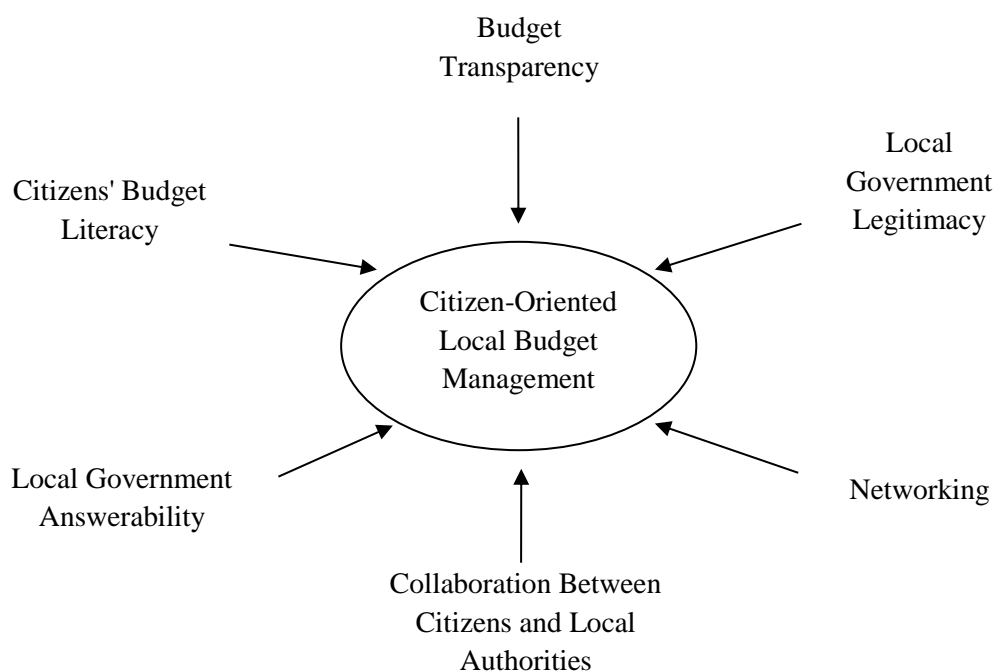 Budget
Transparency
Local
Government
Legitimacy
Citizens' Budget
Literacy
Citizen-Oriented
Local Budget
Management
Local Government
Answerability
Networking
Collaboration Between
Citizens and Local
Authorities